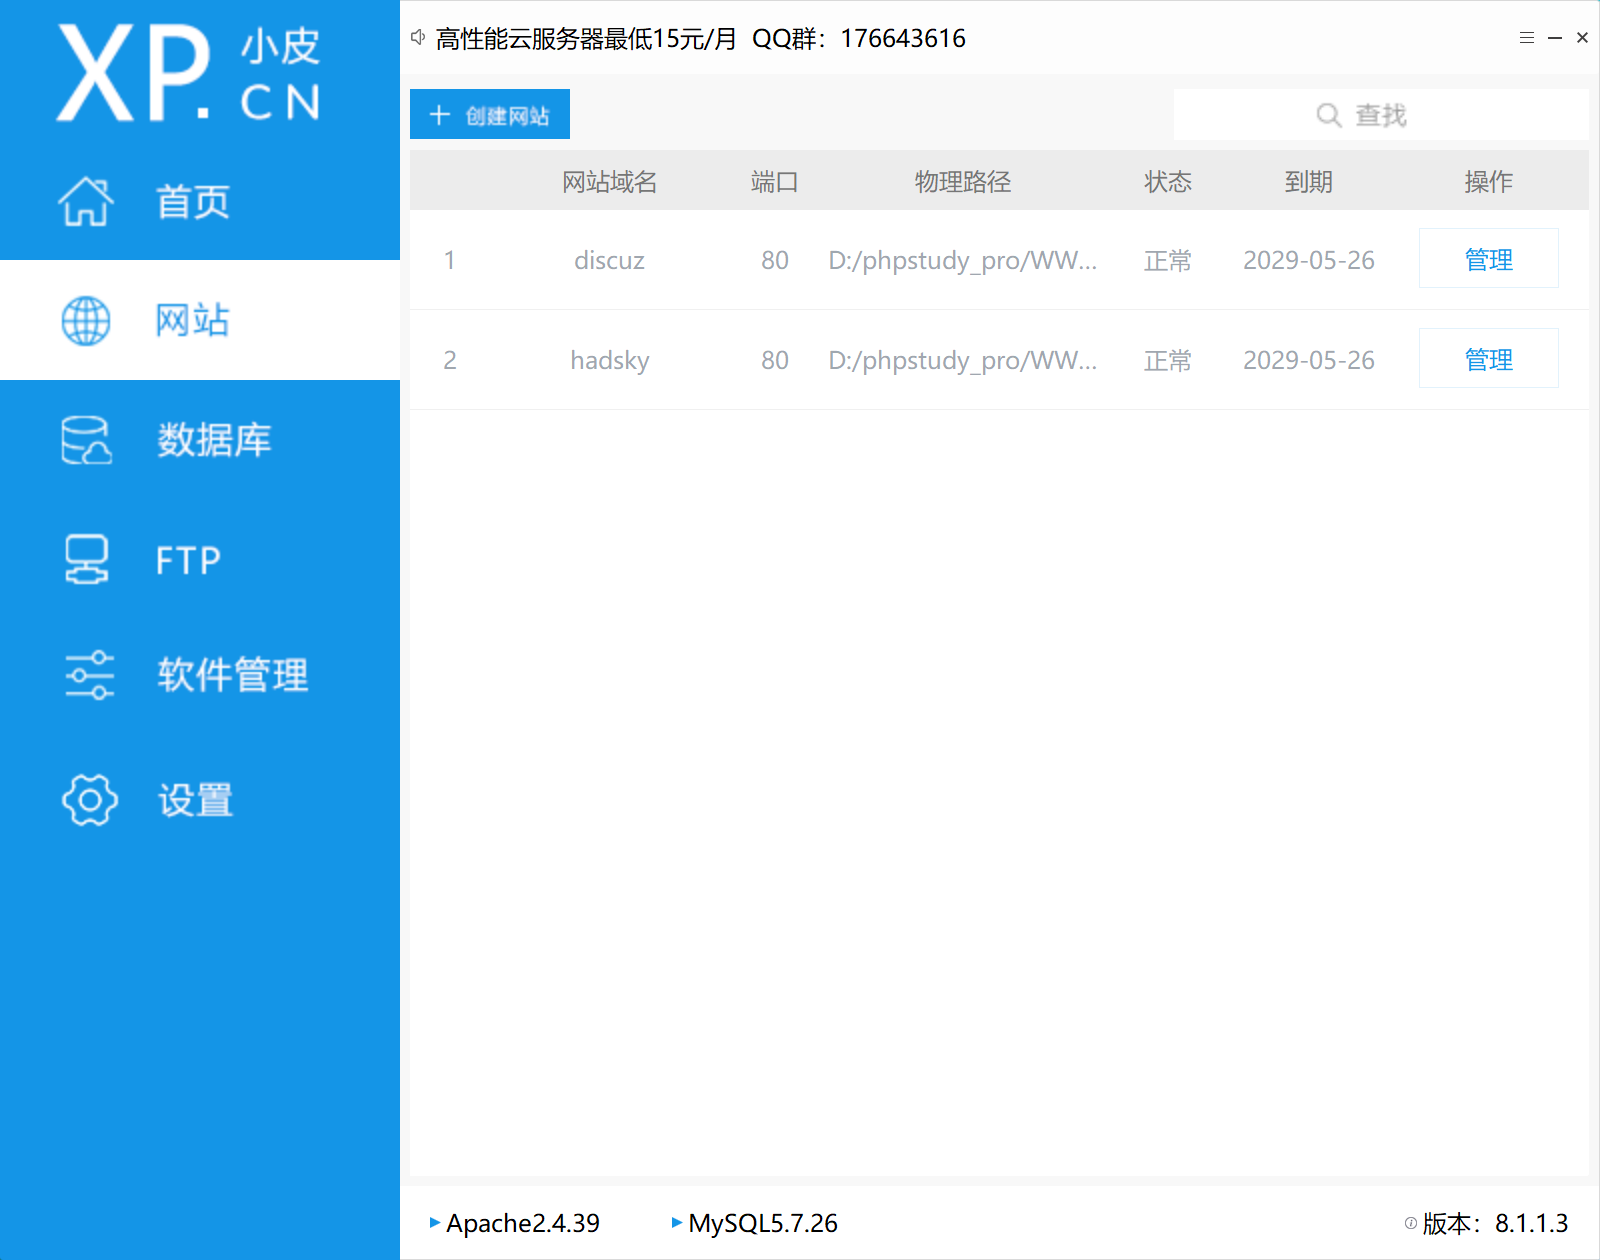 XP. 小皮 CN
首页
网站
数据库
FTP
软件管理
设置
高性能云服务器最低15元/月 QQ群：176643616
创建网站
查找
网站域名 端口 物理路径 状态 到期 操作
1 discuz 80 D:/phpstudy_pro/WW... 正常 2029-05-26 管理
2 hadsky 80 D:/phpstudy_pro/WW... 正常 2029-05-26 管理
Apache2.4.39 MySQL5.7.26 版本：8.1.1.3